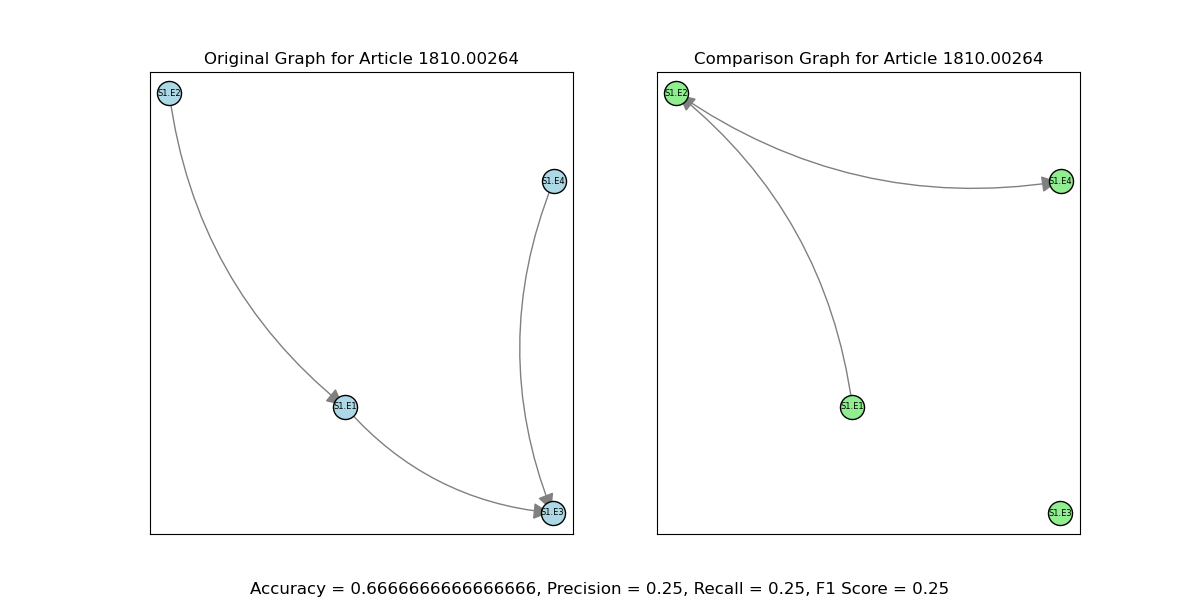 Original Graph for Article 1810.00264
Comparison Graph for Article 1810.00264
S1.E2
S1.E4
S1.E1
S1.E3
S1.E2
S1.E4
S1.E1
S1.E3
Accuracy = 0.6666666666666666, Precision = 0.25, Recall = 0.25, F1 Score = 0.25